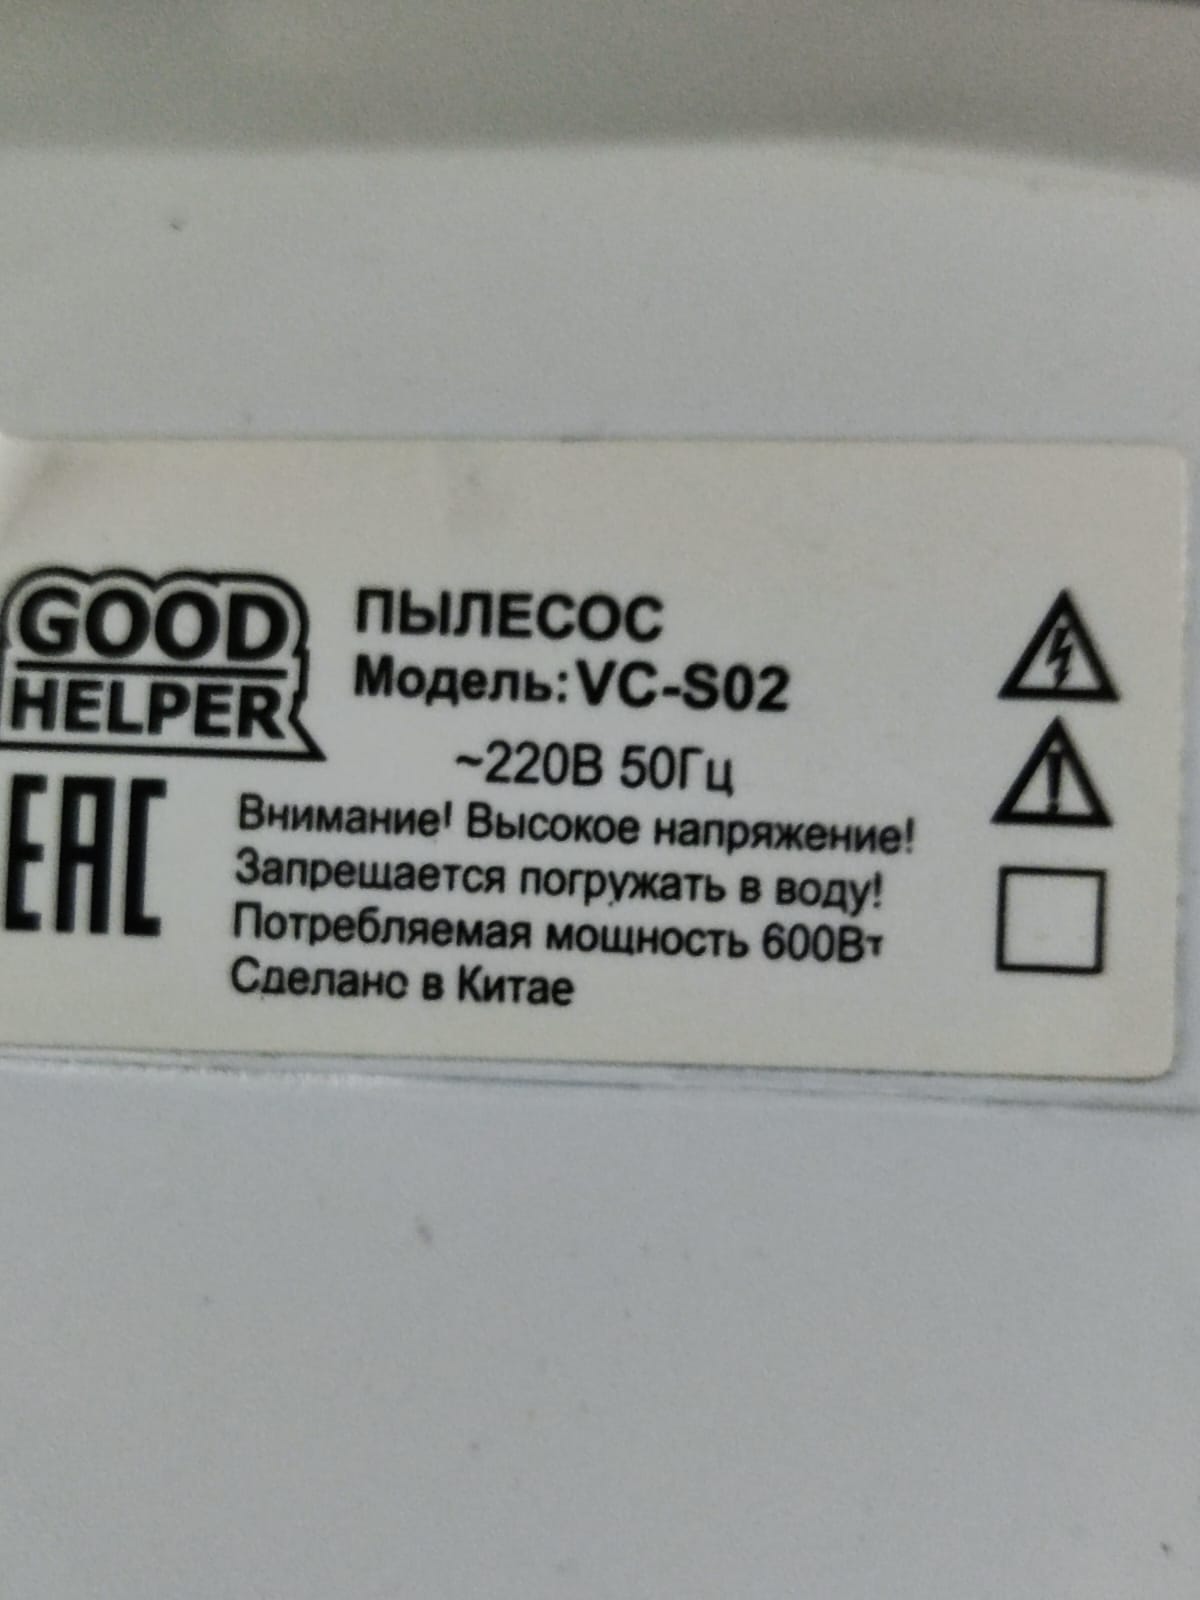 GOOD
HELPER
ПЫЛЕСОС
Модель: VC-S02
~220В 50Гц
EAC
Внимание! Высокое напряжение!
Запрещается погружать в воду!
Потребляемая мощность 600Вт
Сделано в Китае